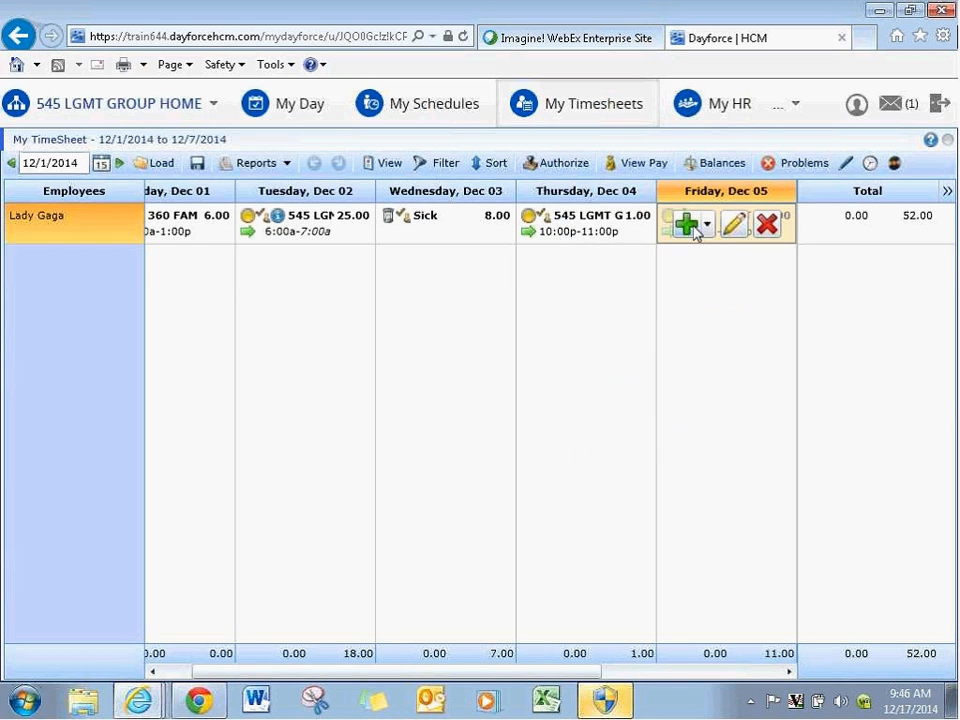 https://train644.dayforcehcm.com/mydayforce/u/JQO0GclzlkCF
Imagine! WebEx Enterprise Site
Dayforce | HCM
Page
Safety
Tools
545 LGMT GROUP HOME
My Day
My Schedules
My Timesheets
My HR
...
(1)
My TimeSheet - 12/1/2014 to 12/7/2014
12/1/2014
15
Load
Reports
View
Filter
Sort
Authorize
View Pay
Balances
Problems
Employees
day, Dec 01
Tuesday, Dec 02
Wednesday, Dec 03
Thursday, Dec 04
Friday, Dec 05
Total
Lady Gaga
360 FAM 6.00
0a-1:00p
545 LGM 25.00
6:00a-7:00a
Sick 8.00
545 LGMT G 1.00
10:00p-11:00p
0.00 52.00
0.00 0.00 0.00 18.00 0.00 7.00 0.00 1.00 0.00 11.00 0.00 52.00
9:46 AM
12/17/2014